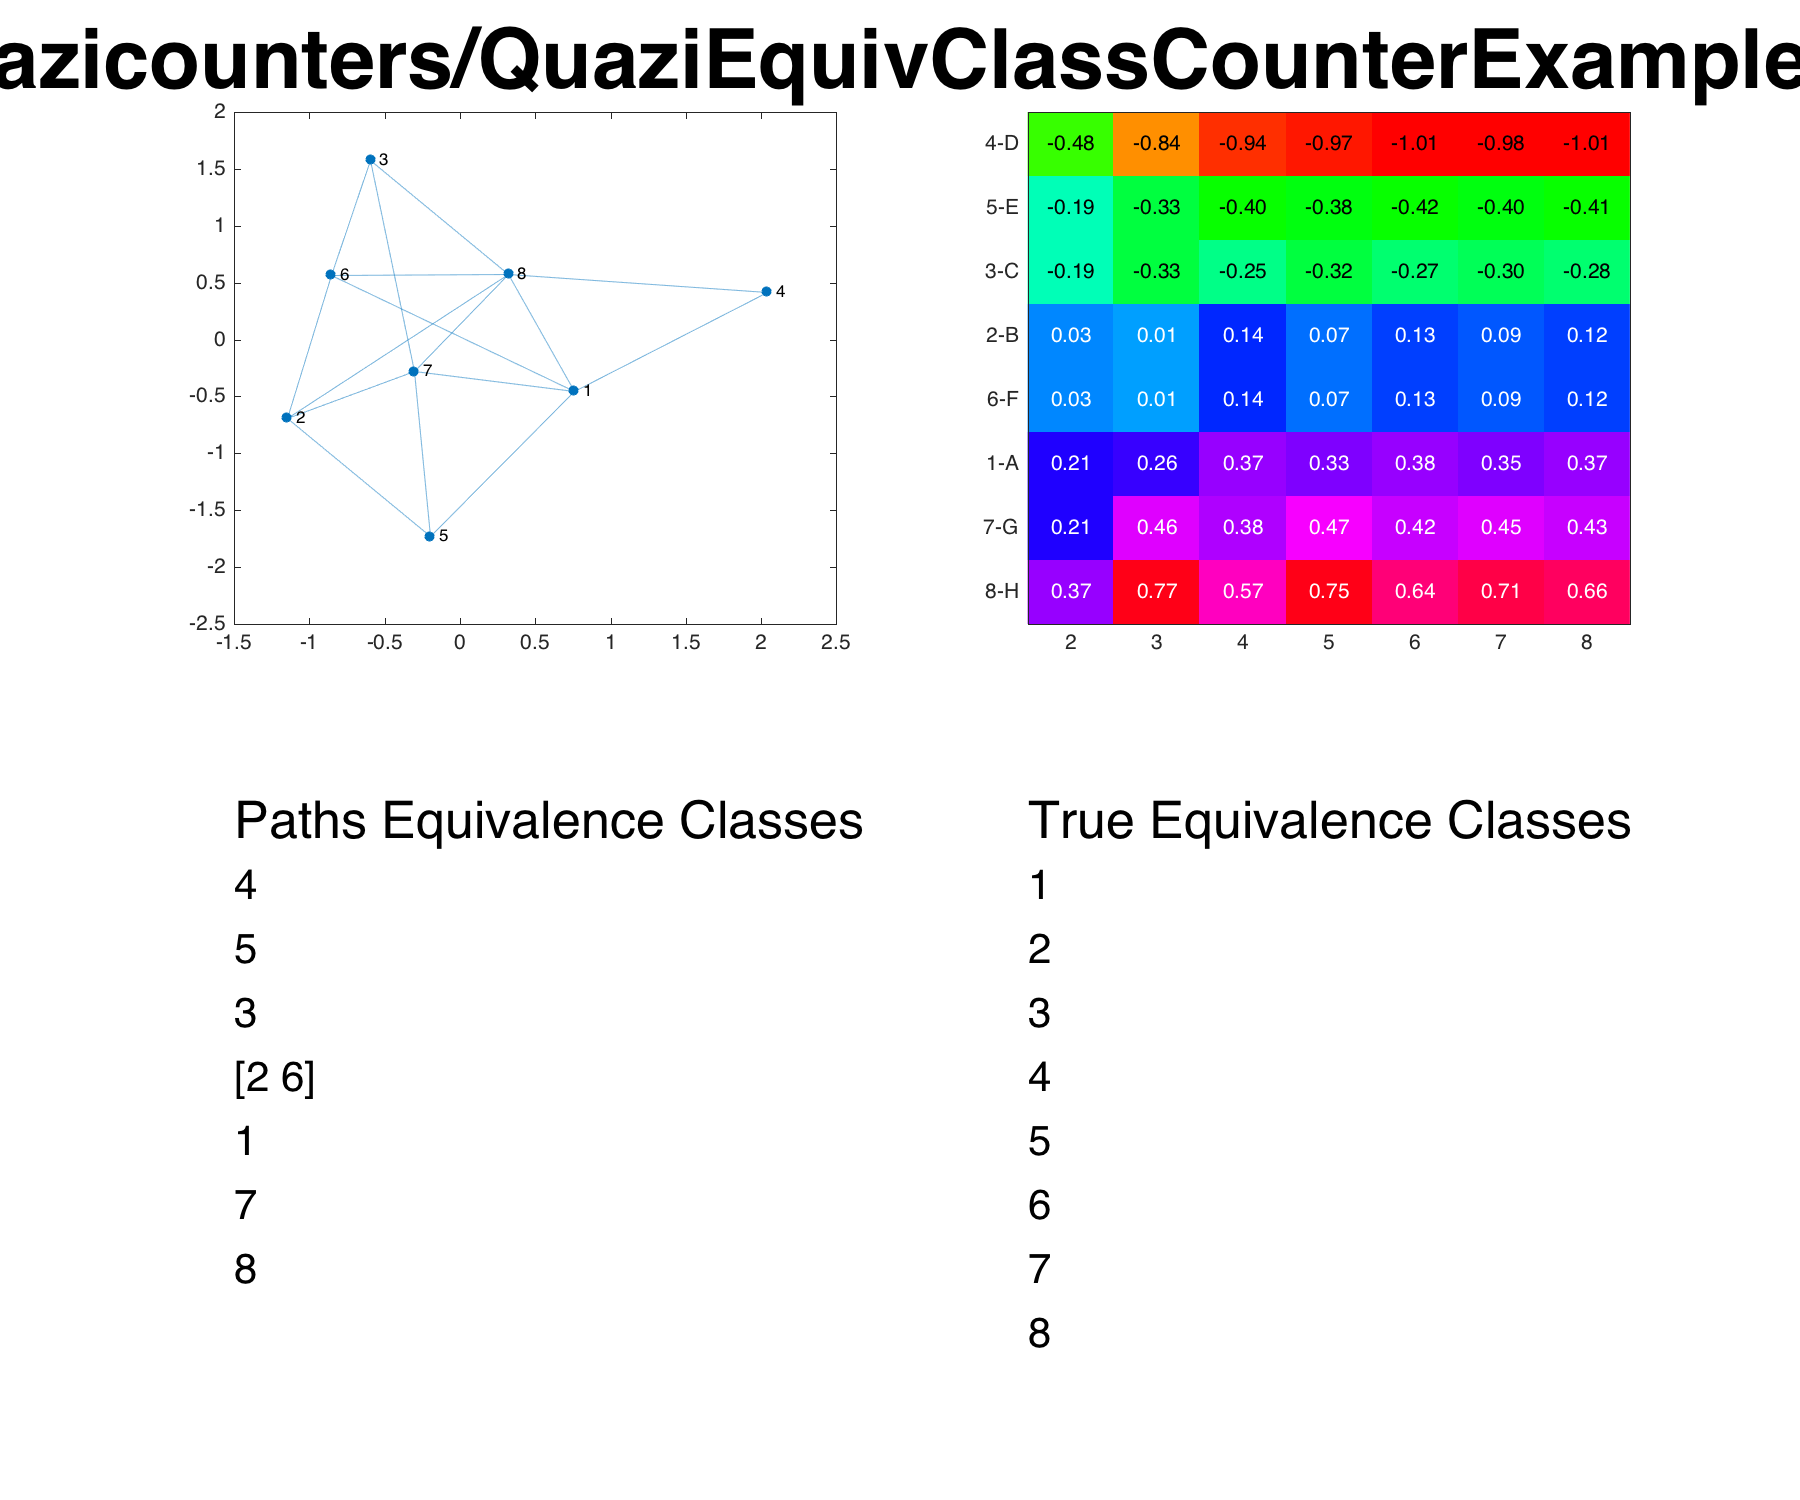 azicounters/QuaziEquivClassCounterExample
2
1.5
1
0.5
0
-0.5
-1
-1.5
-2
-2.5
-1.5 -1 -0.5 0 0.5 1 1.5 2 2.5
3
6
8
4
7
1
2
5
4-D -0.48 -0.84 -0.94 -0.97 -1.01 -0.98 -1.01
5-E -0.19 -0.33 -0.40 -0.38 -0.42 -0.40 -0.41
3-C -0.19 -0.33 -0.25 -0.32 -0.27 -0.30 -0.28
2-B 0.03 0.01 0.14 0.07 0.13 0.09 0.12
6-F 0.03 0.01 0.14 0.07 0.13 0.09 0.12
1-A 0.21 0.26 0.37 0.33 0.38 0.35 0.37
7-G 0.21 0.46 0.38 0.47 0.42 0.45 0.43
8-H 0.37 0.77 0.57 0.75 0.64 0.71 0.66
2 3 4 5 6 7 8
Paths Equivalence Classes
4
5
3
[2 6]
1
7
8
True Equivalence Classes
1
2
3
4
5
6
7
8